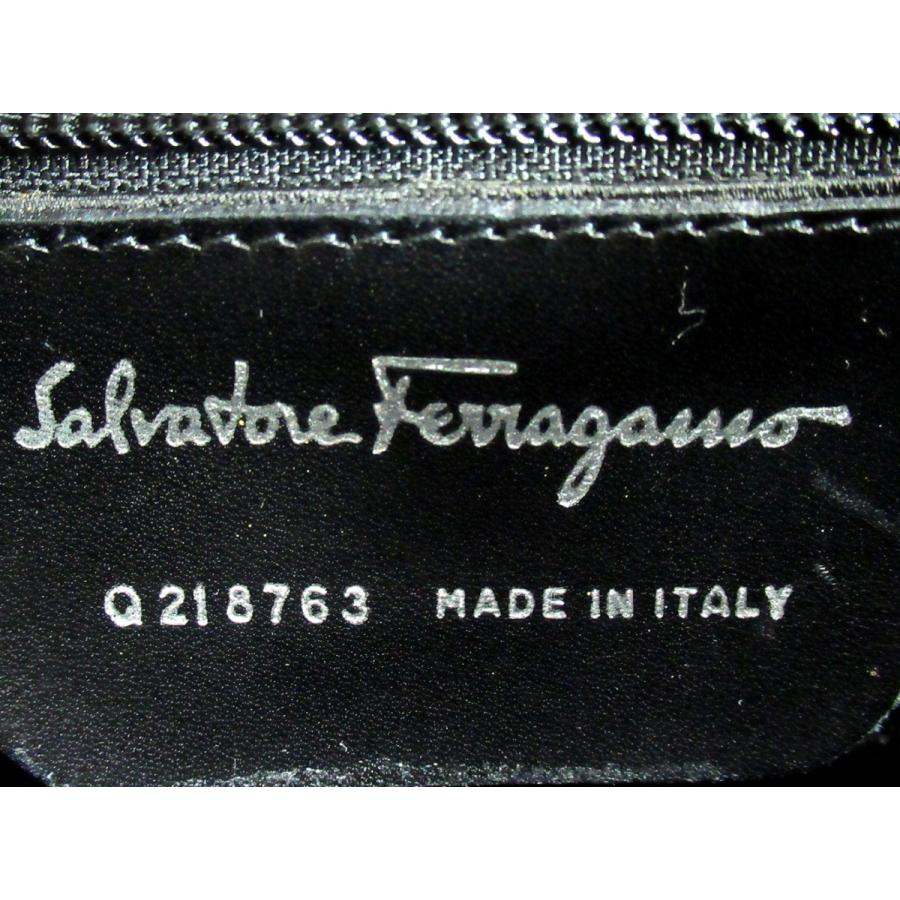 Salvatore Ferragamo
Q218763 MADE IN ITALY